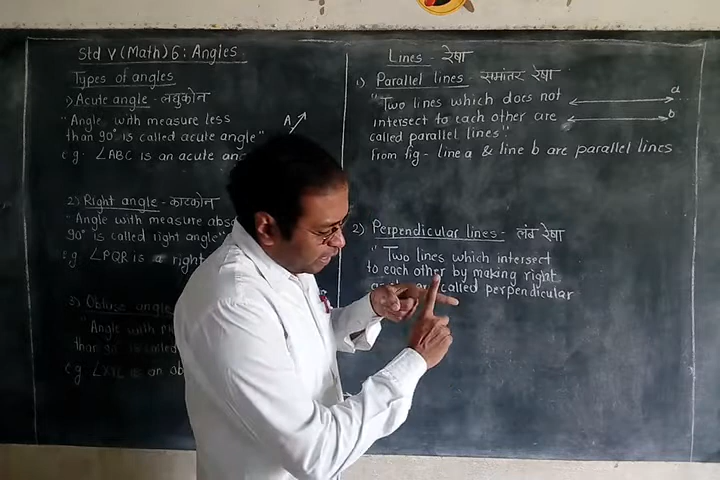 Std V (Math) 6: Angles
Types of angles
1) Acute angle - लघुकोन
"Angle with measure less
than 90° is called acute angle"
e.g. ∠ABC is an acute
A
2) Right angle - काटकोन
"Angle with measure
90° is called right angle"
e.g. ∠PQR is a right
3) Obtuse angle
"Angle with
than 90° is called
e.g. ∠XYZ is an
Lines - रेषा
1) Parallel lines - समांतर रेषा
"Two lines which does not
intersect to each other are
called parallel lines"
From fig - line a & line b are parallel lines
a
b
2) Perpendicular lines - लंब रेषा
"Two lines which intersect
to each other by making right
called perpendicular